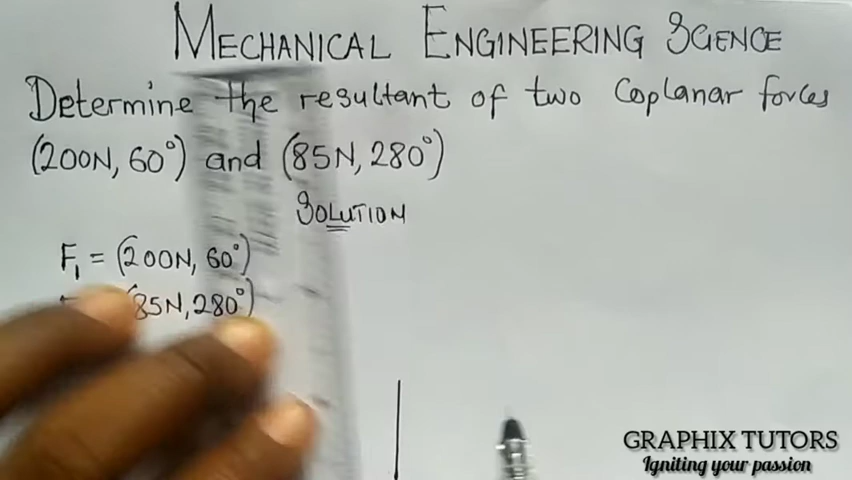 MECHANICAL ENGINEERING SCIENCE
Determine the resultant of two Coplanar forces
(200N, 60°) and (85N, 280°)
SOLUTION
F₁ = (200N, 60°)
(85N, 280°)
GRAPHIX TUTORS
Igniting your passion